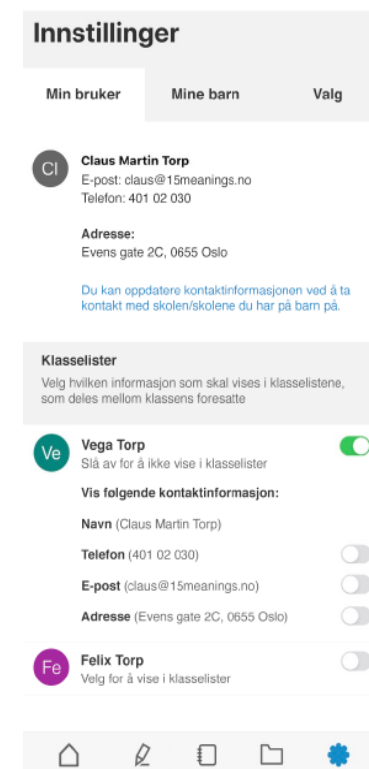 Innstillinger
Min bruker
Mine barn
Valg
Cl
Claus Martin Torp
E-post: claus@15meanings.no
Telefon: 401 02 030
Adresse:
Evens gate 2C, 0655 Oslo
Du kan oppdatere kontaktinformasjonen ved å ta
kontakt med skolen/skolene du har på barn på.
Klasselister
Velg hvilken informasjon som skal vises i klasselistene,
som deles mellom klassens foresatte
Ve
Vega Torp
Slå av for å ikke vise i klasselister
Vis følgende kontaktinformasjon:
Navn (Claus Martin Torp)
Telefon (401 02 030)
E-post (claus@15meanings.no)
Adresse (Evens gate 2C, 0655 Oslo)
Fe
Felix Torp
Velg for å vise i klasselister